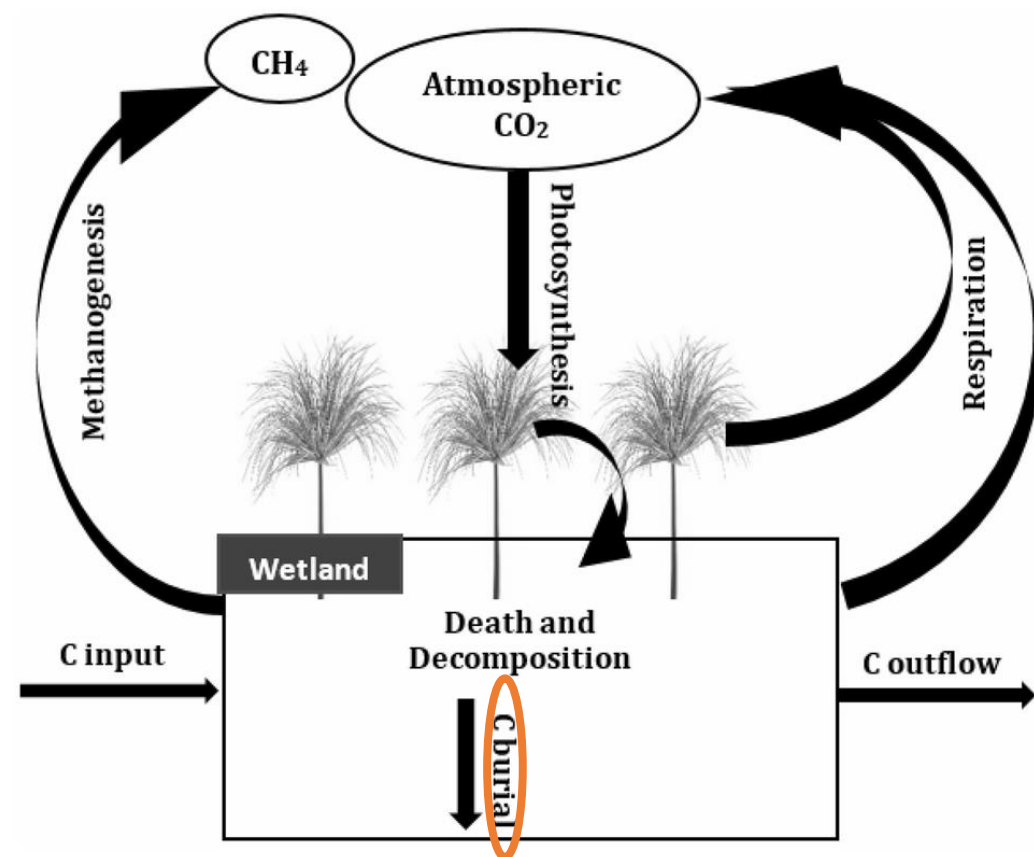 CH₄
Atmospheric
CO₂
Photosynthesis
Methanogenesis
Respiration
Wetland
Death and
Decomposition
C input
C outflow
C burial